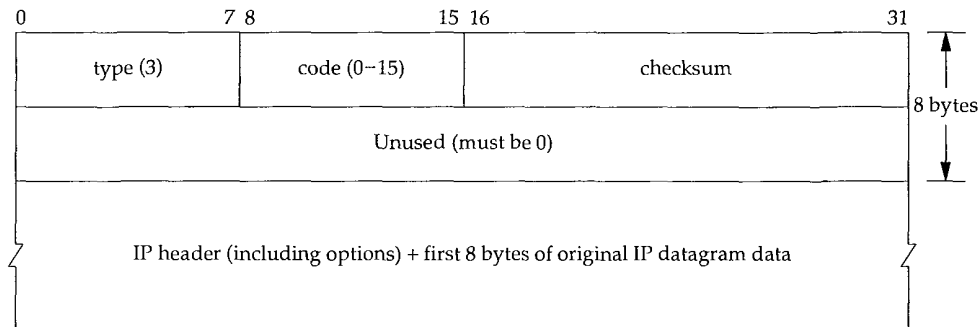 0 7 8 15 16 31
type (3) code (0–15) checksum
8 bytes
Unused (must be 0)
IP header (including options) + first 8 bytes of original IP datagram data